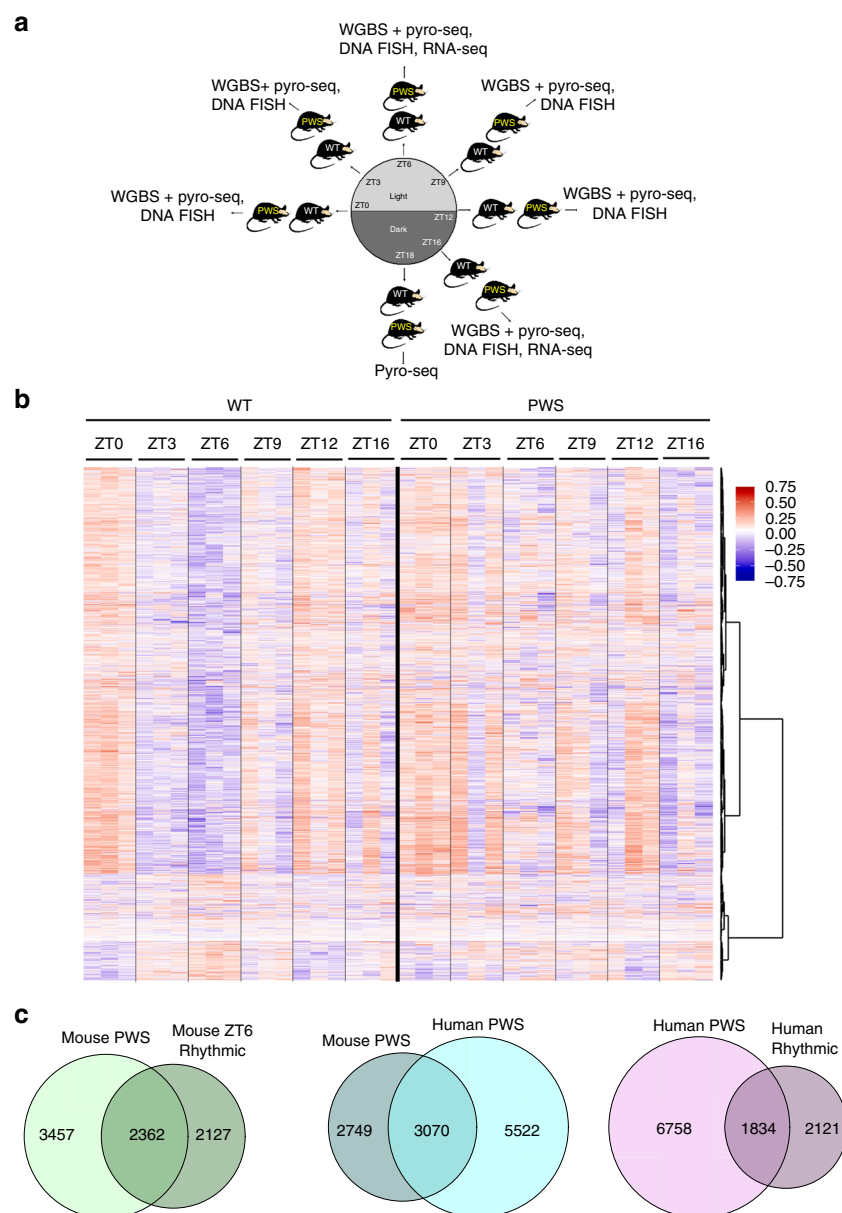 a
WGBS + pyro-seq,
DNA FISH, RNA-seq
WGBS+ pyro-seq,
DNA FISH
WGBS + pyro-seq,
DNA FISH
PWS
WT
PWS
WT
PWS
WT
WGBS + pyro-seq,
DNA FISH
PWS
WT
ZT0
ZT3
ZT6
ZT9
Light
ZT12
Dark
ZT16
ZT18
WT
PWS
WGBS + pyro-seq,
DNA FISH
WT
PWS
WGBS + pyro-seq,
DNA FISH, RNA-seq
WT
PWS
Pyro-seq
b
WT
PWS
ZT0 ZT3 ZT6 ZT9 ZT12 ZT16 ZT0 ZT3 ZT6 ZT9 ZT12 ZT16
0.75
0.50
0.25
0.00
−0.25
−0.50
−0.75
c
Mouse PWS
Mouse ZT6
Rhythmic
3457 2362 2127
Mouse PWS
Human PWS
2749 3070 5522
Human PWS
Human
Rhythmic
6758 1834 2121